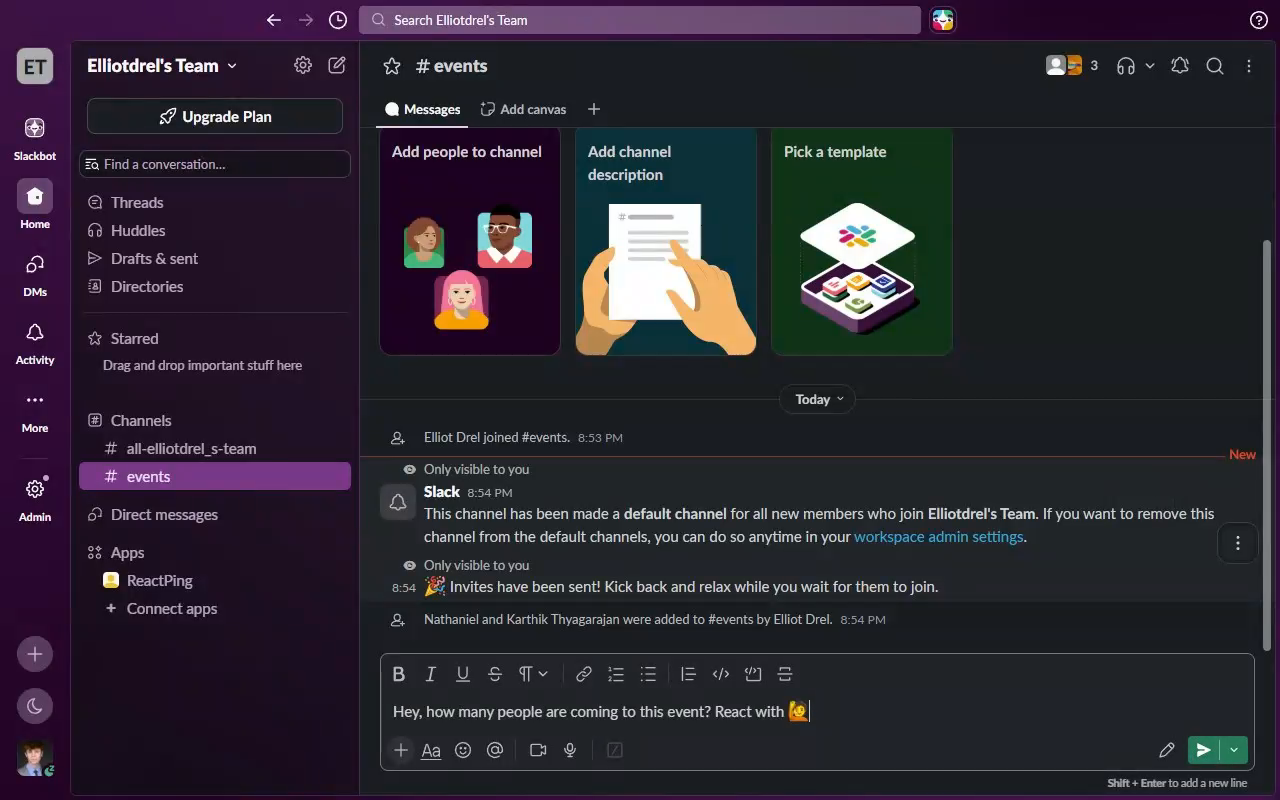 Search Elliotdrel's Team
ET
Elliotdrel's Team
# events
3
Upgrade Plan
Messages
Add canvas
Slackbot
Find a conversation...
Home
Threads
Huddles
Drafts & sent
Directories
DMs
Activity
More
Admin
Starred
Drag and drop important stuff here
Channels
# all-elliotdrel_s-team
# events
Direct messages
Apps
ReactPing
+ Connect apps
Add people to channel
Add channel
description
Pick a template
Today
Elliot Drel joined #events. 8:53 PM
New
Only visible to you
Slack 8:54 PM
This channel has been made a default channel for all new members who join Elliotdrel's Team. If you want to remove this
channel from the default channels, you can do so anytime in your workspace admin settings.
Only visible to you
8:54 🎉 Invites have been sent! Kick back and relax while you wait for them to join.
Nathaniel and Karthik Thyagarajan were added to #events by Elliot Drel. 8:54 PM
B I U S
Hey, how many people are coming to this event? React with 🙋
Aa
Shift + Enter to add a new line